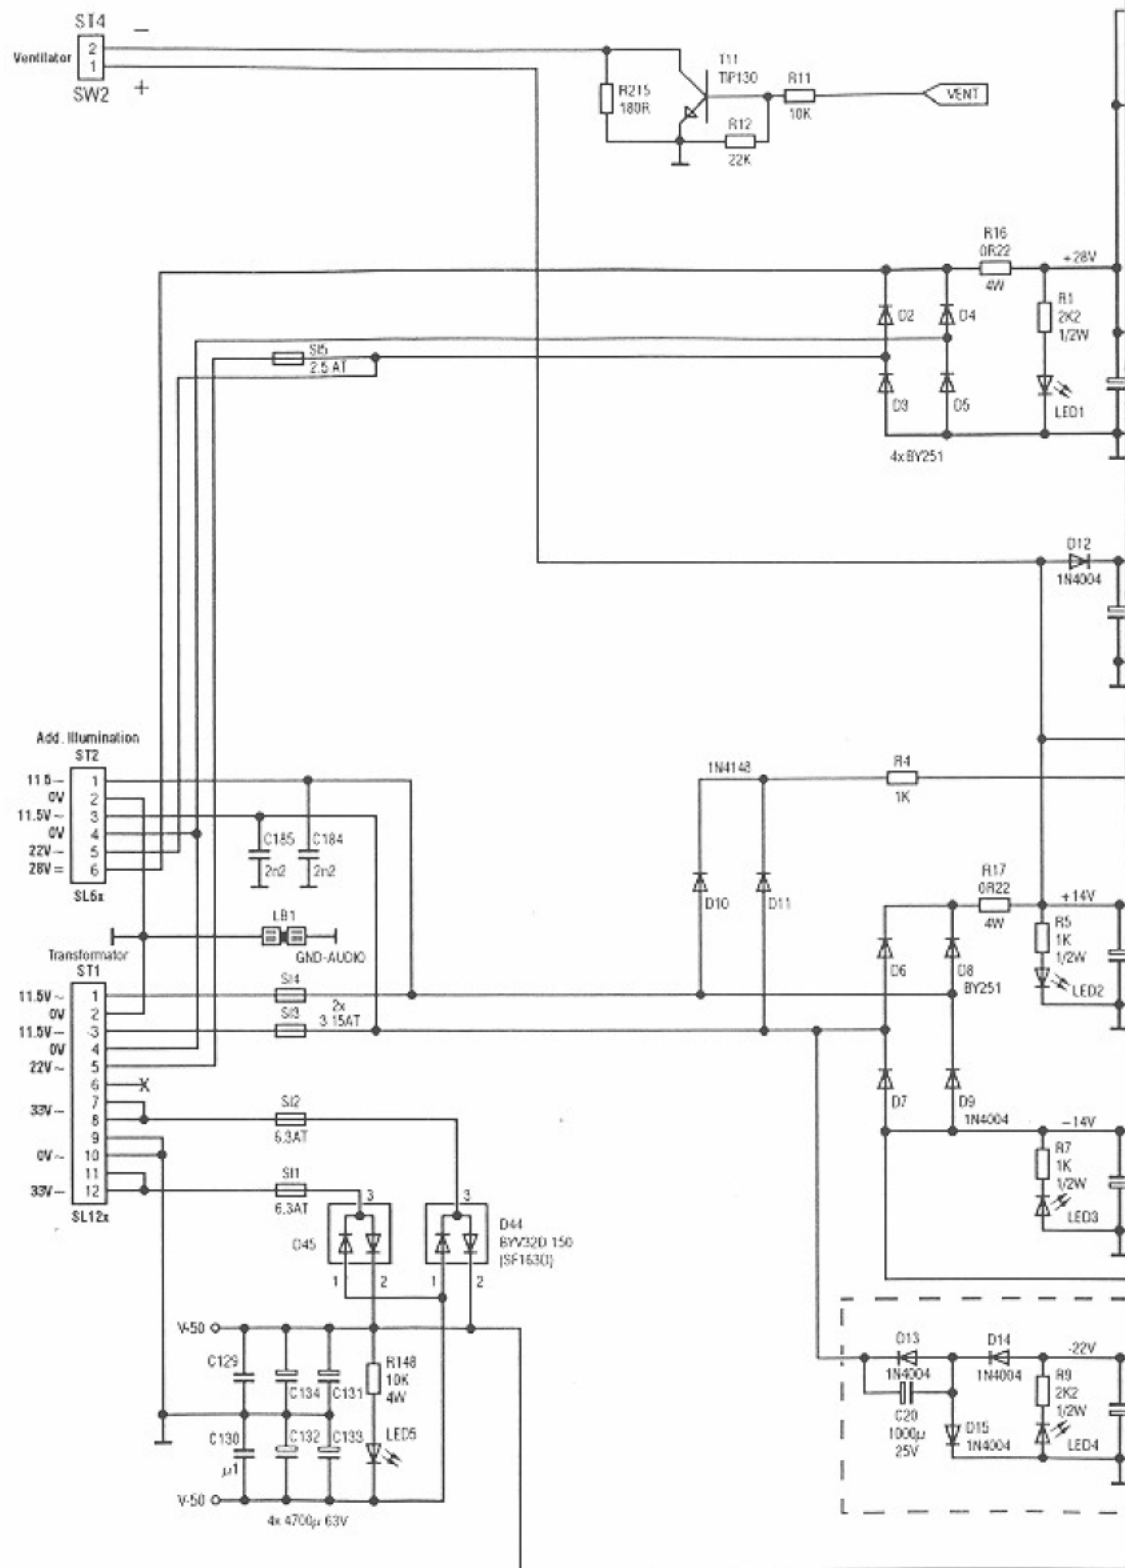 ST4
−
Ventilator
2
1
SW2
+
T11
TIP130
R215
180R
R11
10K
VENT
R12
22K
R16
0R22
4W
+28V
D2
D4
R1
2K2
1/2W
SI5
2.5 AT
D3
D5
LED1
4xBY251
D12
1N4004
Add. Illumination
ST2
11.5~
1
0V
2
11.5V~
3
0V
4
22V~
5
28V=
6
SL6x
C185
2n2
C184
2n2
1N4148
R4
1K
D10
D11
R17
0R22
4W
+14V
R5
1K
1/2W
LB1
GND-AUDIO
D6
D8
BY251
LED2
Transformator
ST1
11.5V~
1
0V
2
11.5V~
3
0V
4
22V~
5
6
X
7
33V~
8
9
0V~
10
11
33V~
12
SL12x
SI4
2x
SI3
3.15AT
D7
D9
1N4004
-14V
SI2
6.3AT
SI1
6.3AT
R7
1K
1/2W
LED3
3
3
D45
D44
BYV32D 150
(SF163D)
1
2
1
2
V-50
C129
C134
C131
R148
10K
4W
C130
µ1
C132
C133
LED5
V-50
4x 4700µ 63V
D13
1N4004
D14
1N4004
-22V
C20
1000µ
25V
D15
1N4004
R9
2K2
1/2W
LED4